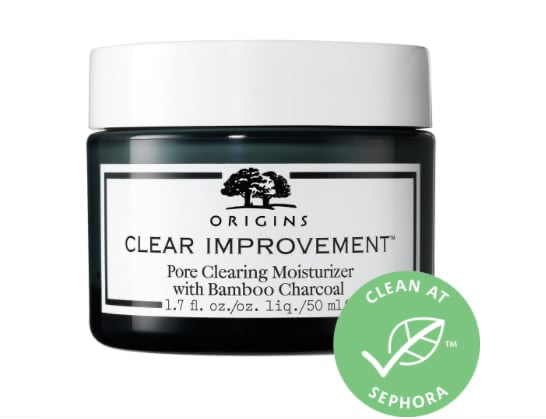 ORIGINS
CLEAR IMPROVEMENT™
Pore Clearing Moisturizer
with Bamboo Charcoal
1.7 fl. oz./oz. liq./50 ml
CLEAN AT
TM
SEPHORA